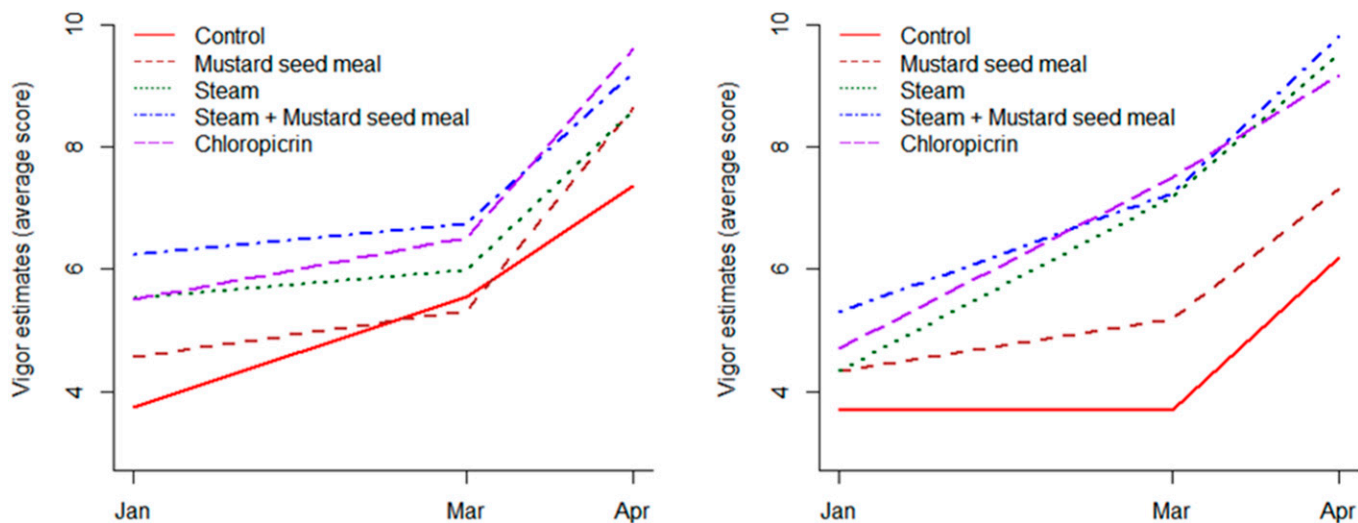 Vigor estimates (average score)
10
8
6
4
Control
Mustard seed meal
Steam
Steam + Mustard seed meal
Chloropicrin
Jan
Mar
Apr
Vigor estimates (average score)
10
8
6
4
Control
Mustard seed meal
Steam
Steam + Mustard seed meal
Chloropicrin
Jan
Mar
Apr